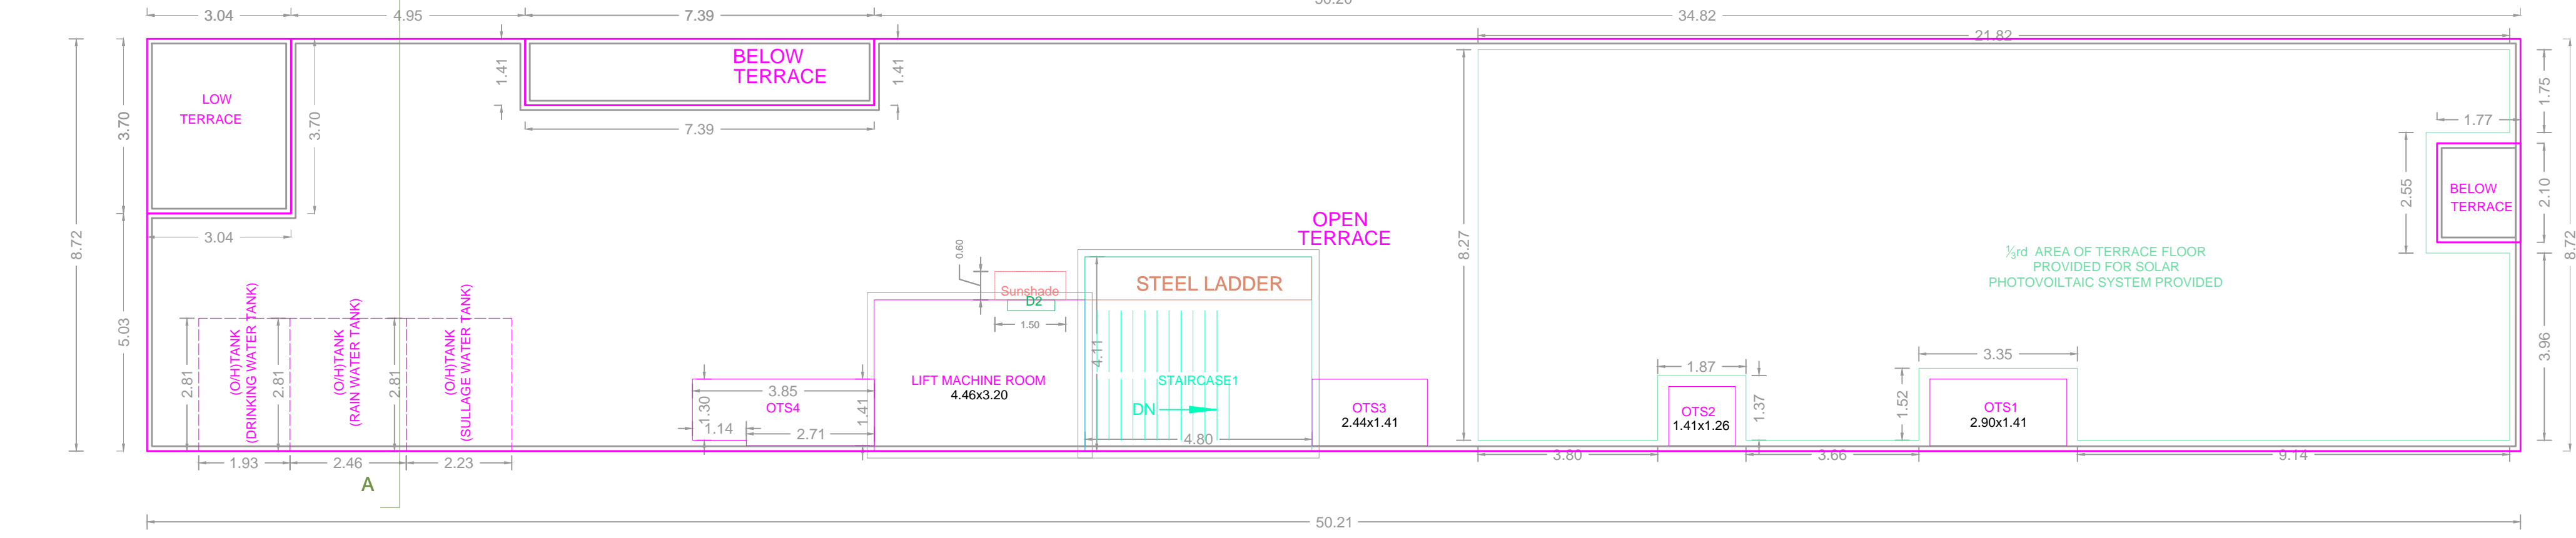 50.20
3.04
4.95
7.39
34.82
21.82
BELOW
TERRACE
1.41
1.41
7.39
LOW
TERRACE
3.70
3.70
3.04
8.72
5.03
1.75
1.77
2.55
2.10
BELOW
TERRACE
8.72
3.96
OPEN
TERRACE
8.27
⅓rd AREA OF TERRACE FLOOR
PROVIDED FOR SOLAR
PHOTOVOILTAIC SYSTEM PROVIDED
0.60
Sunshade
D2
1.50
STEEL LADDER
4.11
STAIRCASE1
DN
4.80
LIFT MACHINE ROOM
4.46x3.20
(O/H)TANK
(DRINKING WATER TANK)
(O/H)TANK
(RAIN WATER TANK)
(O/H)TANK
(SULLAGE WATER TANK)
2.81
2.81
2.81
1.93
2.46
2.23
3.85
OTS4
1.30
1.41
1.14
2.71
OTS3
2.44x1.41
1.87
OTS2
1.41x1.26
1.37
3.35
1.52
OTS1
2.90x1.41
3.80
3.66
9.14
A
50.21